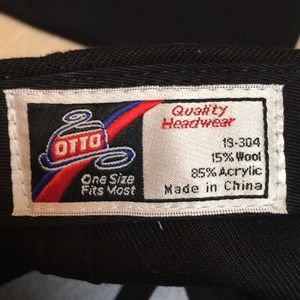 OTTO
One Size
Fits Most
Quality
Headwear
19-304
15% Wool
85% Acrylic
Made in China